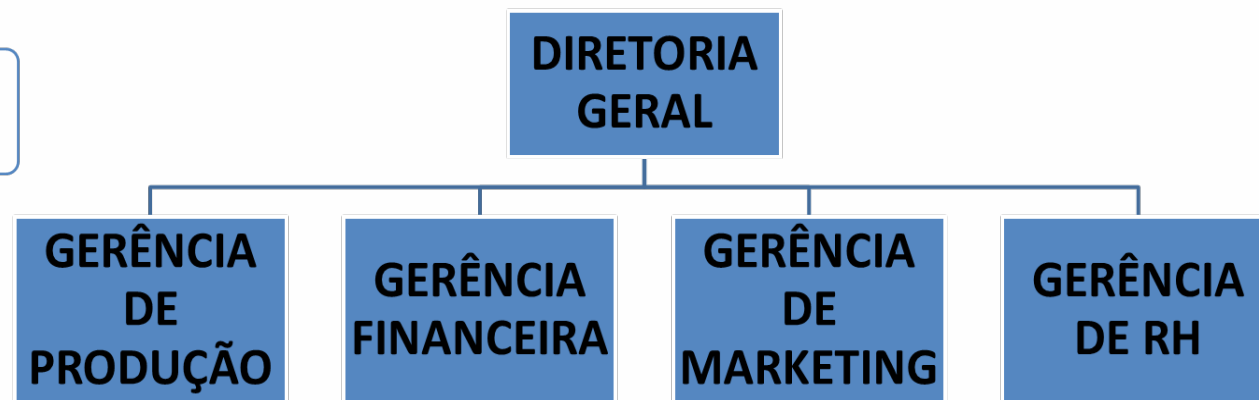 DIRETORIA
GERAL
GERÊNCIA
DE
PRODUÇÃO
GERÊNCIA
FINANCEIRA
GERÊNCIA
DE
MARKETING
GERÊNCIA
DE RH